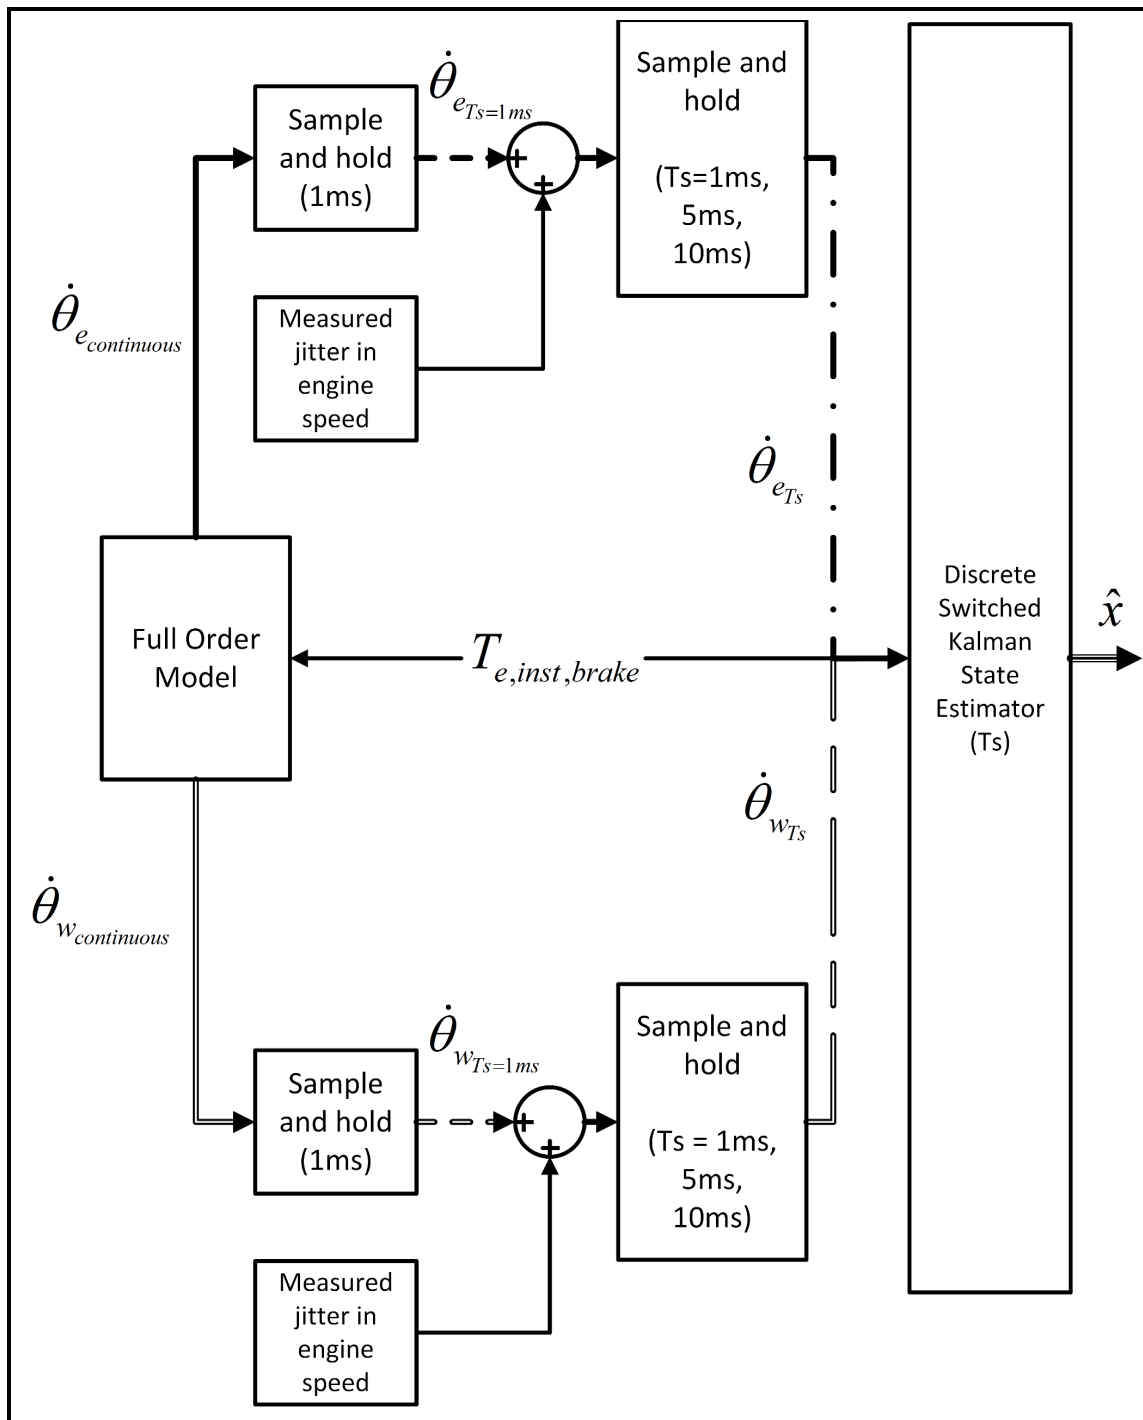 Sample
and hold
(1ms)
θ̇_{e_{Ts=1ms}}
+
+
Sample and
hold
(Ts=1ms,
5ms,
10ms)
θ̇_{e_{continuous}}
Measured
jitter in
engine
speed
θ̇_{e_{Ts}}
Full Order
Model
T_{e,inst,brake}
Discrete
Switched
Kalman
State
Estimator
(Ts)
x̂
θ̇_{w_{Ts}}
θ̇_{w_{continuous}}
Sample
and hold
(1ms)
θ̇_{w_{Ts=1ms}}
+
+
Sample and
hold
(Ts = 1ms,
5ms,
10ms)
Measured
jitter in
engine
speed